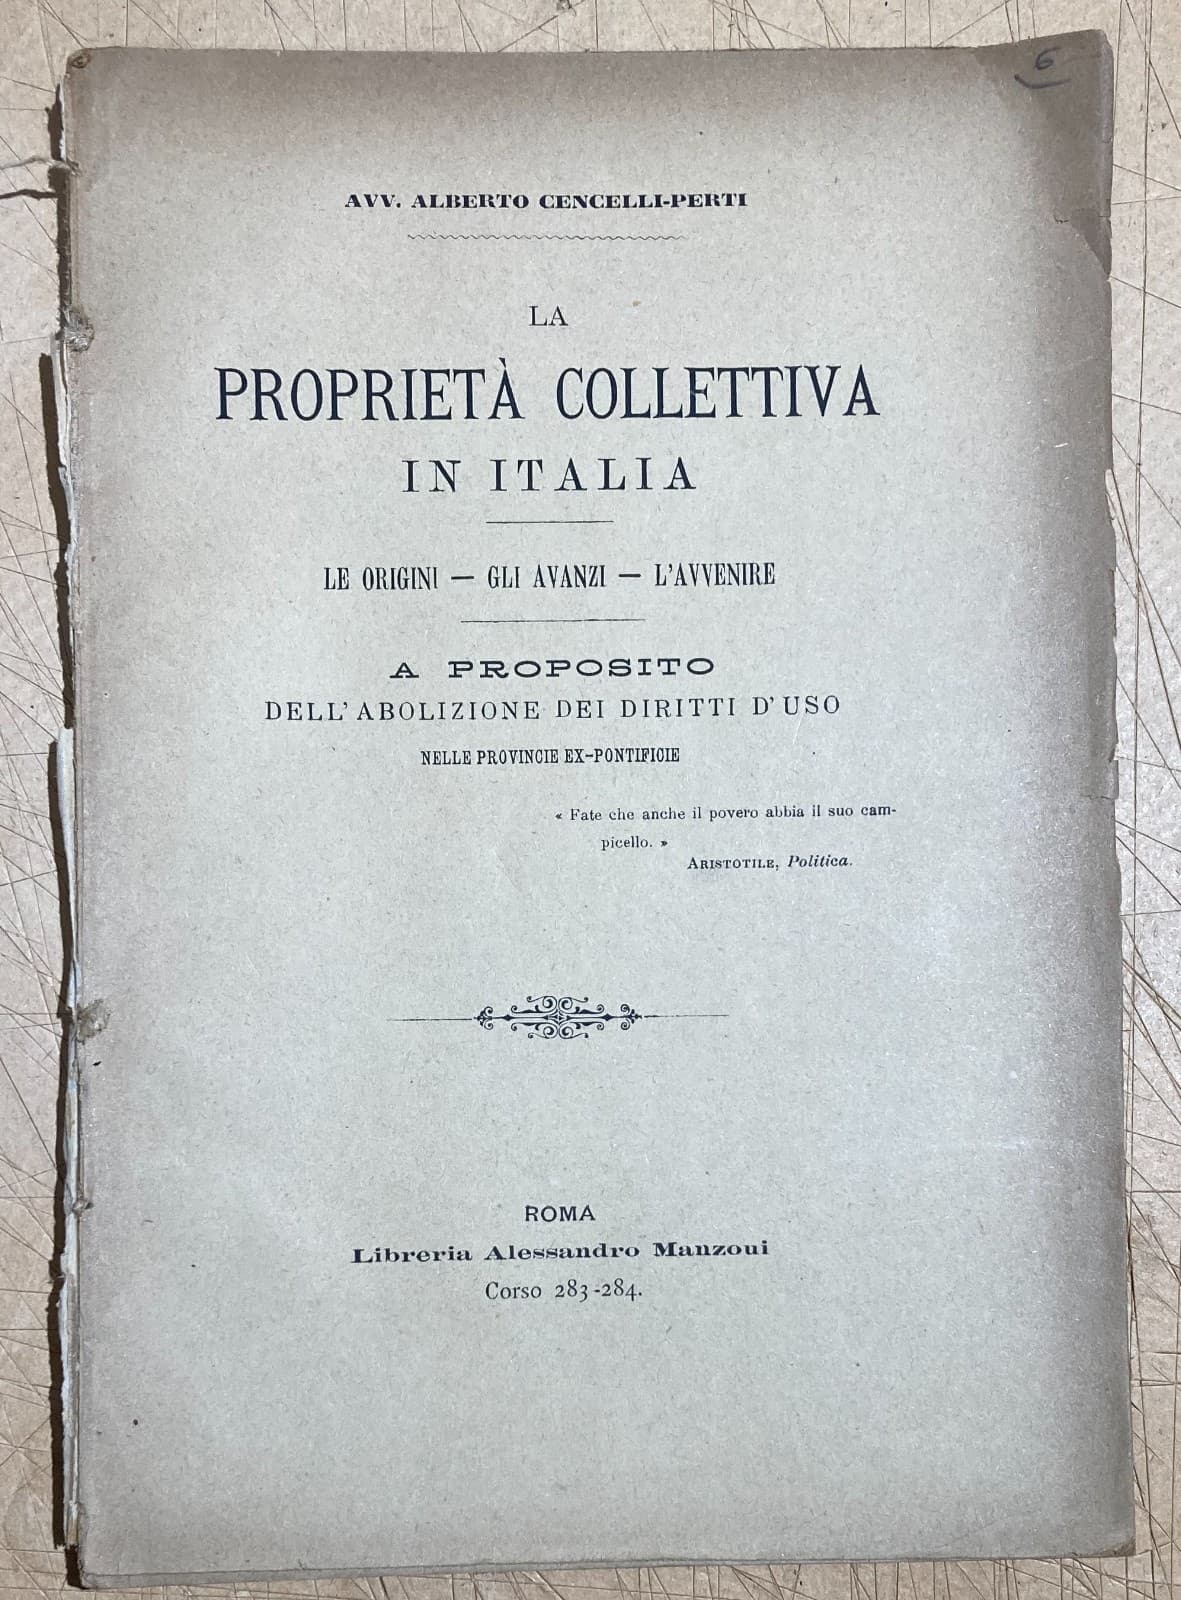 6
AVV. ALBERTO CENCELLI-PERTI
LA
PROPRIETÀ COLLETTIVA
IN ITALIA
LE ORIGINI — GLI AVANZI — L'AVVENIRE
A PROPOSITO
DELL'ABOLIZIONE DEI DIRITTI D'USO
NELLE PROVINCIE EX-PONTIFICIE
« Fate che anche il povero abbia il suo cam-
picello. »
ARISTOTILE, Politica.
ROMA
Libreria Alessandro Manzoui
Corso 283-284.